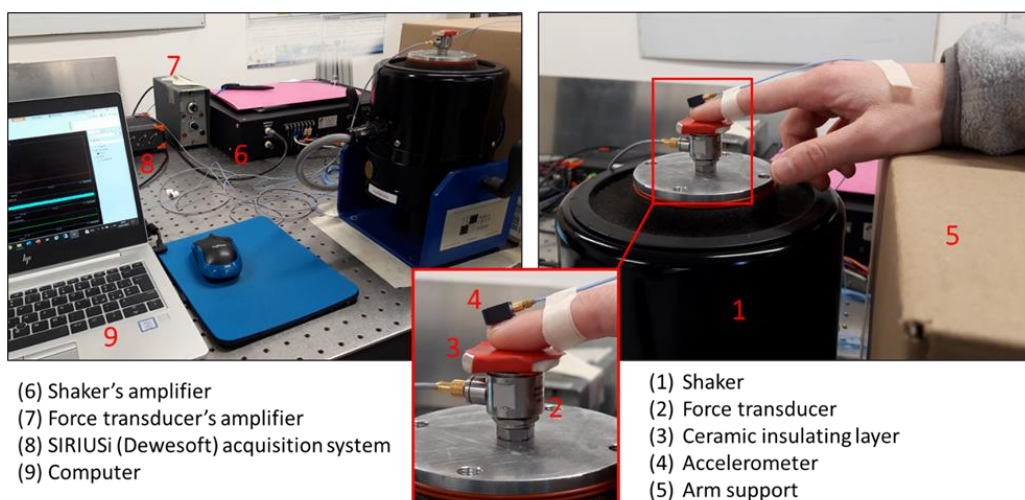 7
8
6
9
1
5
4
3
2
(6) Shaker's amplifier
(7) Force transducer's amplifier
(8) SIRIUSi (Dewesoft) acquisition system
(9) Computer
(1) Shaker
(2) Force transducer
(3) Ceramic insulating layer
(4) Accelerometer
(5) Arm support